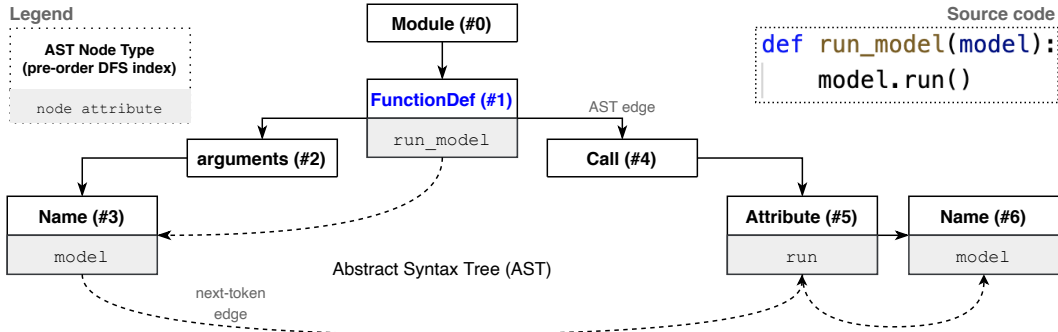 Legend
AST Node Type
(pre-order DFS index)
node attribute
Module (#0)
FunctionDef (#1)
run_model
AST edge
arguments (#2)
Call (#4)
Name (#3)
model
Attribute (#5)
run
Name (#6)
model
Abstract Syntax Tree (AST)
next-token
edge
Source code
def run_model(model):
model.run()